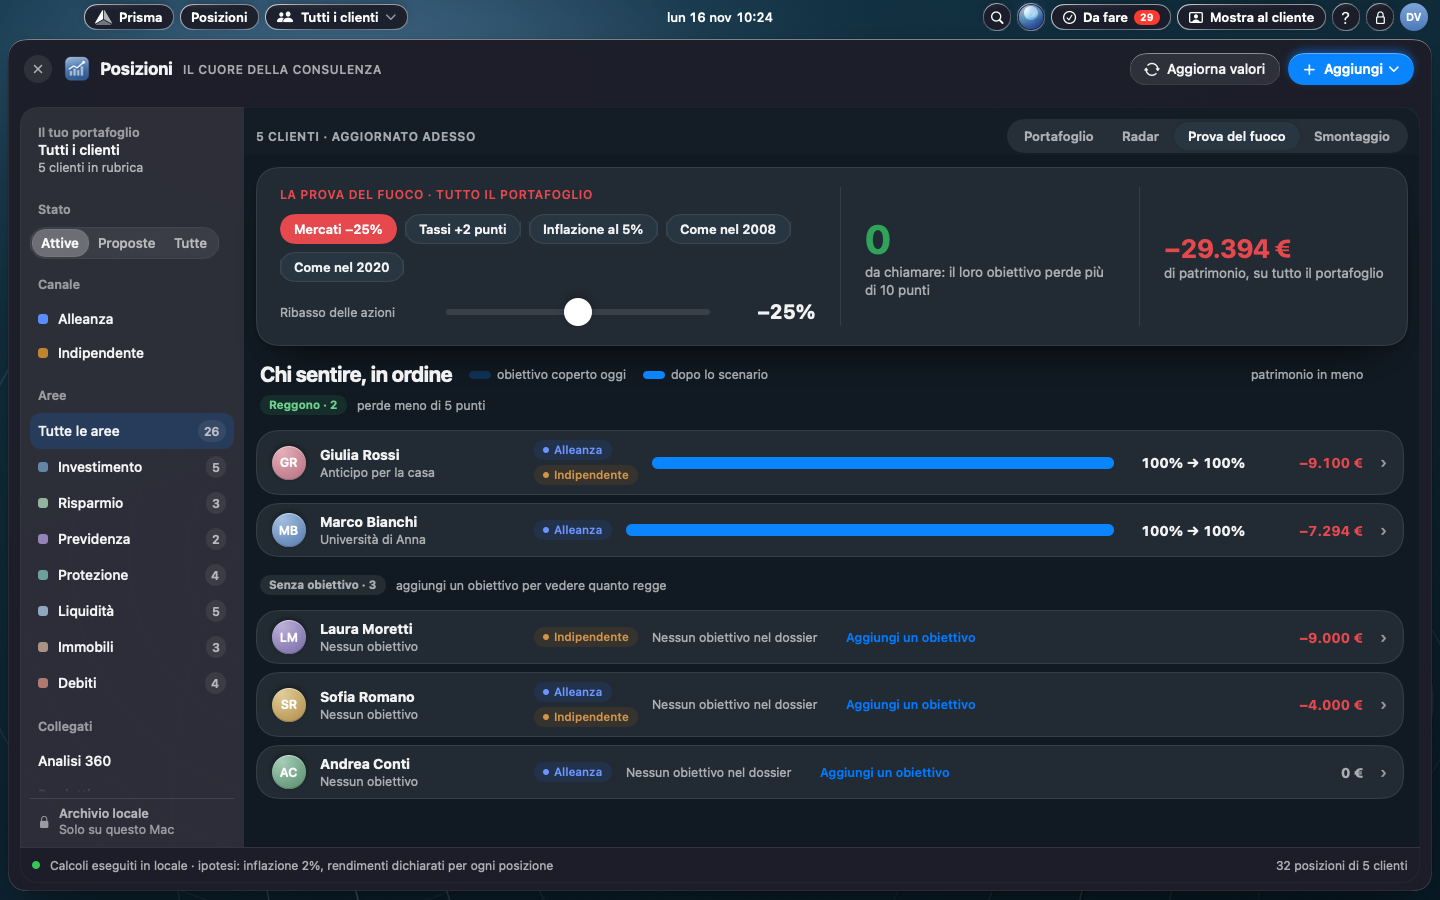 Prisma
Posizioni
Tutti i clienti
lun 16 nov 10:24
Da fare 29
Mostra al cliente
?
DV
Posizioni IL CUORE DELLA CONSULENZA
Aggiorna valori
+ Aggiungi
Il tuo portafoglio
Tutti i clienti
5 clienti in rubrica
Stato
Attive Proposte Tutte
Canale
Alleanza
Indipendente
Aree
Tutte le aree 26
Investimento 5
Risparmio 3
Previdenza 2
Protezione 4
Liquidità 5
Immobili 3
Debiti 4
Collegati
Analisi 360
Archivio locale
Solo su questo Mac
5 CLIENTI · AGGIORNATO ADESSO
Portafoglio Radar Prova del fuoco Smontaggio
LA PROVA DEL FUOCO · TUTTO IL PORTAFOGLIO
Mercati −25% Tassi +2 punti Inflazione al 5% Come nel 2008
Come nel 2020
Ribasso delle azioni −25%
0
da chiamare: il loro obiettivo perde più
di 10 punti
−29.394 €
di patrimonio, su tutto il portafoglio
Chi sentire, in ordine obiettivo coperto oggi dopo lo scenario patrimonio in meno
Reggono · 2 perde meno di 5 punti
GR
Giulia Rossi
Anticipo per la casa
Alleanza
Indipendente
100% → 100% −9.100 €
MB
Marco Bianchi
Università di Anna
Alleanza
100% → 100% −7.294 €
Senza obiettivo · 3 aggiungi un obiettivo per vedere quanto regge
LM
Laura Moretti
Nessun obiettivo
Indipendente
Nessun obiettivo nel dossier Aggiungi un obiettivo −9.000 €
SR
Sofia Romano
Nessun obiettivo
Alleanza
Indipendente
Nessun obiettivo nel dossier Aggiungi un obiettivo −4.000 €
AC
Andrea Conti
Nessun obiettivo
Alleanza
Nessun obiettivo nel dossier Aggiungi un obiettivo 0 €
Calcoli eseguiti in locale · ipotesi: inflazione 2%, rendimenti dichiarati per ogni posizione
32 posizioni di 5 clienti